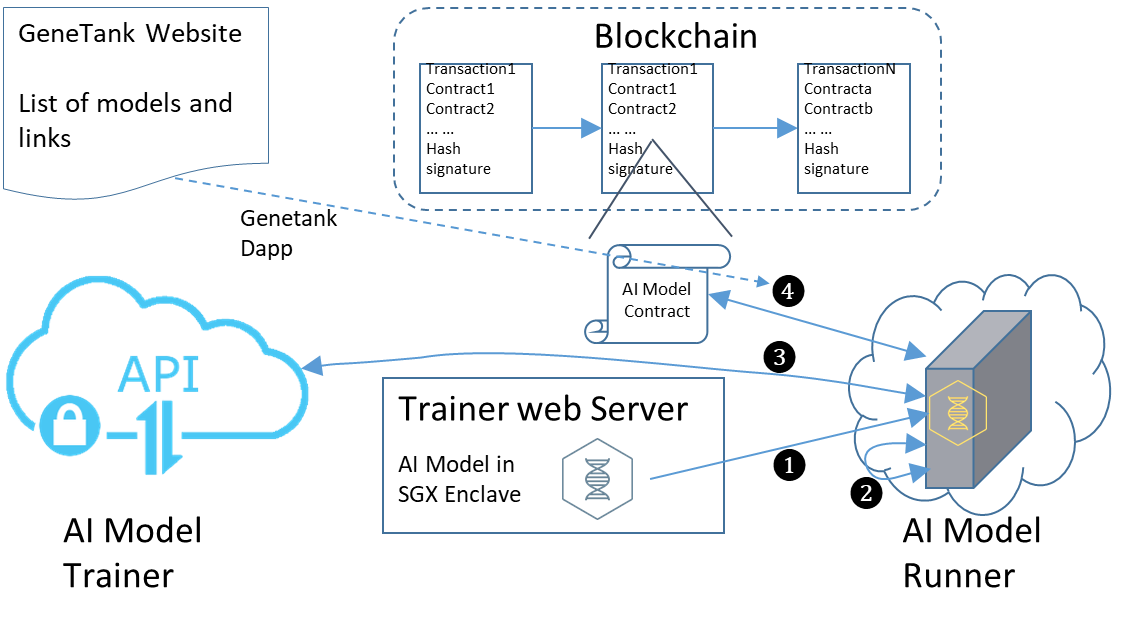 GeneTank Website
List of models and
links
Blockchain
Transaction1
Contract1
Contract2
... ...
Hash
signature
Transaction1
Contract1
Contract2
... ...
Hash
signature
TransactionN
Contracta
Contractb
... ...
Hash
signature
Genetank
Dapp
AI Model
Contract
4
3
API
Trainer web Server
AI Model in
SGX Enclave
1
2
AI Model
Trainer
AI Model
Runner